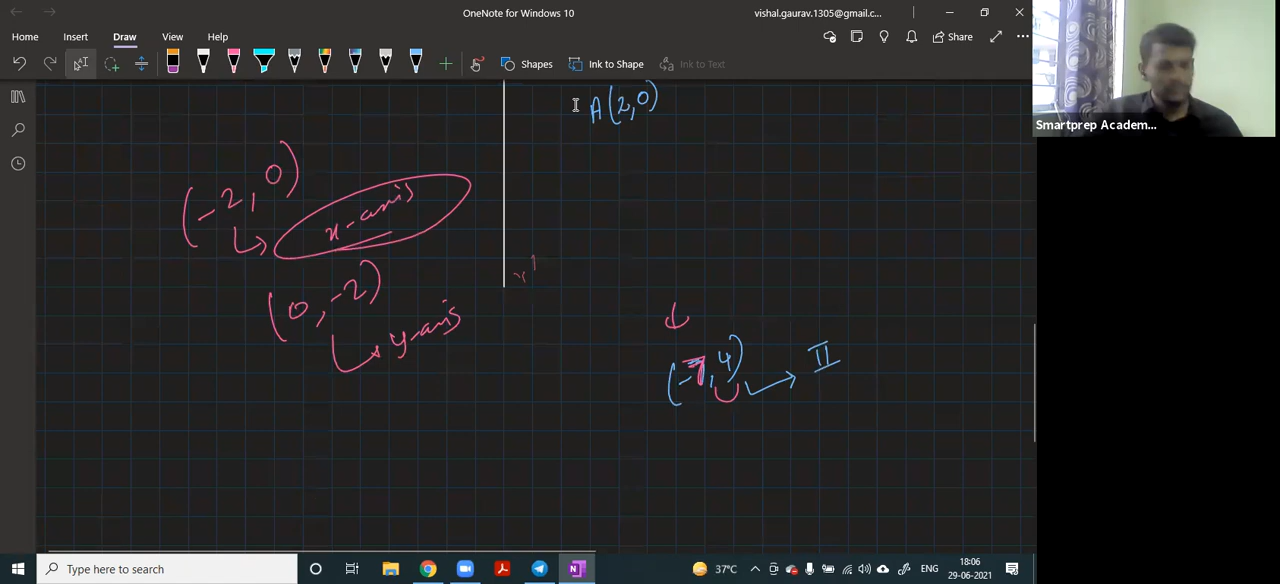 OneNote for Windows 10
vishal.gaurav.1305@gmail.c...
Home Insert Draw View Help
Share
Shapes Ink to Shape Ink to Text
Smartprep Academ...
A(2,0)
(-2,0)
x-axis
(0,-2)
y-axis
(-7,4)
II
Type here to search
37°C
ENG
18:06
29-06-2021